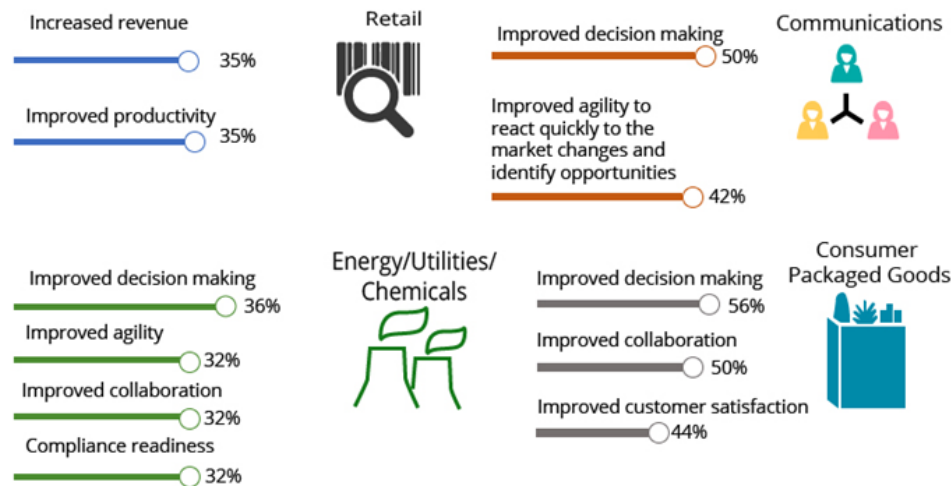 Retail
Increased revenue
35%
Improved productivity
35%
Communications
Improved decision making
50%
Improved agility to
react quickly to the
market changes and
identify opportunities
42%
Energy/Utilities/
Chemicals
Improved decision making
36%
Improved agility
32%
Improved collaboration
32%
Compliance readiness
32%
Consumer
Packaged Goods
Improved decision making
56%
Improved collaboration
50%
Improved customer satisfaction
44%